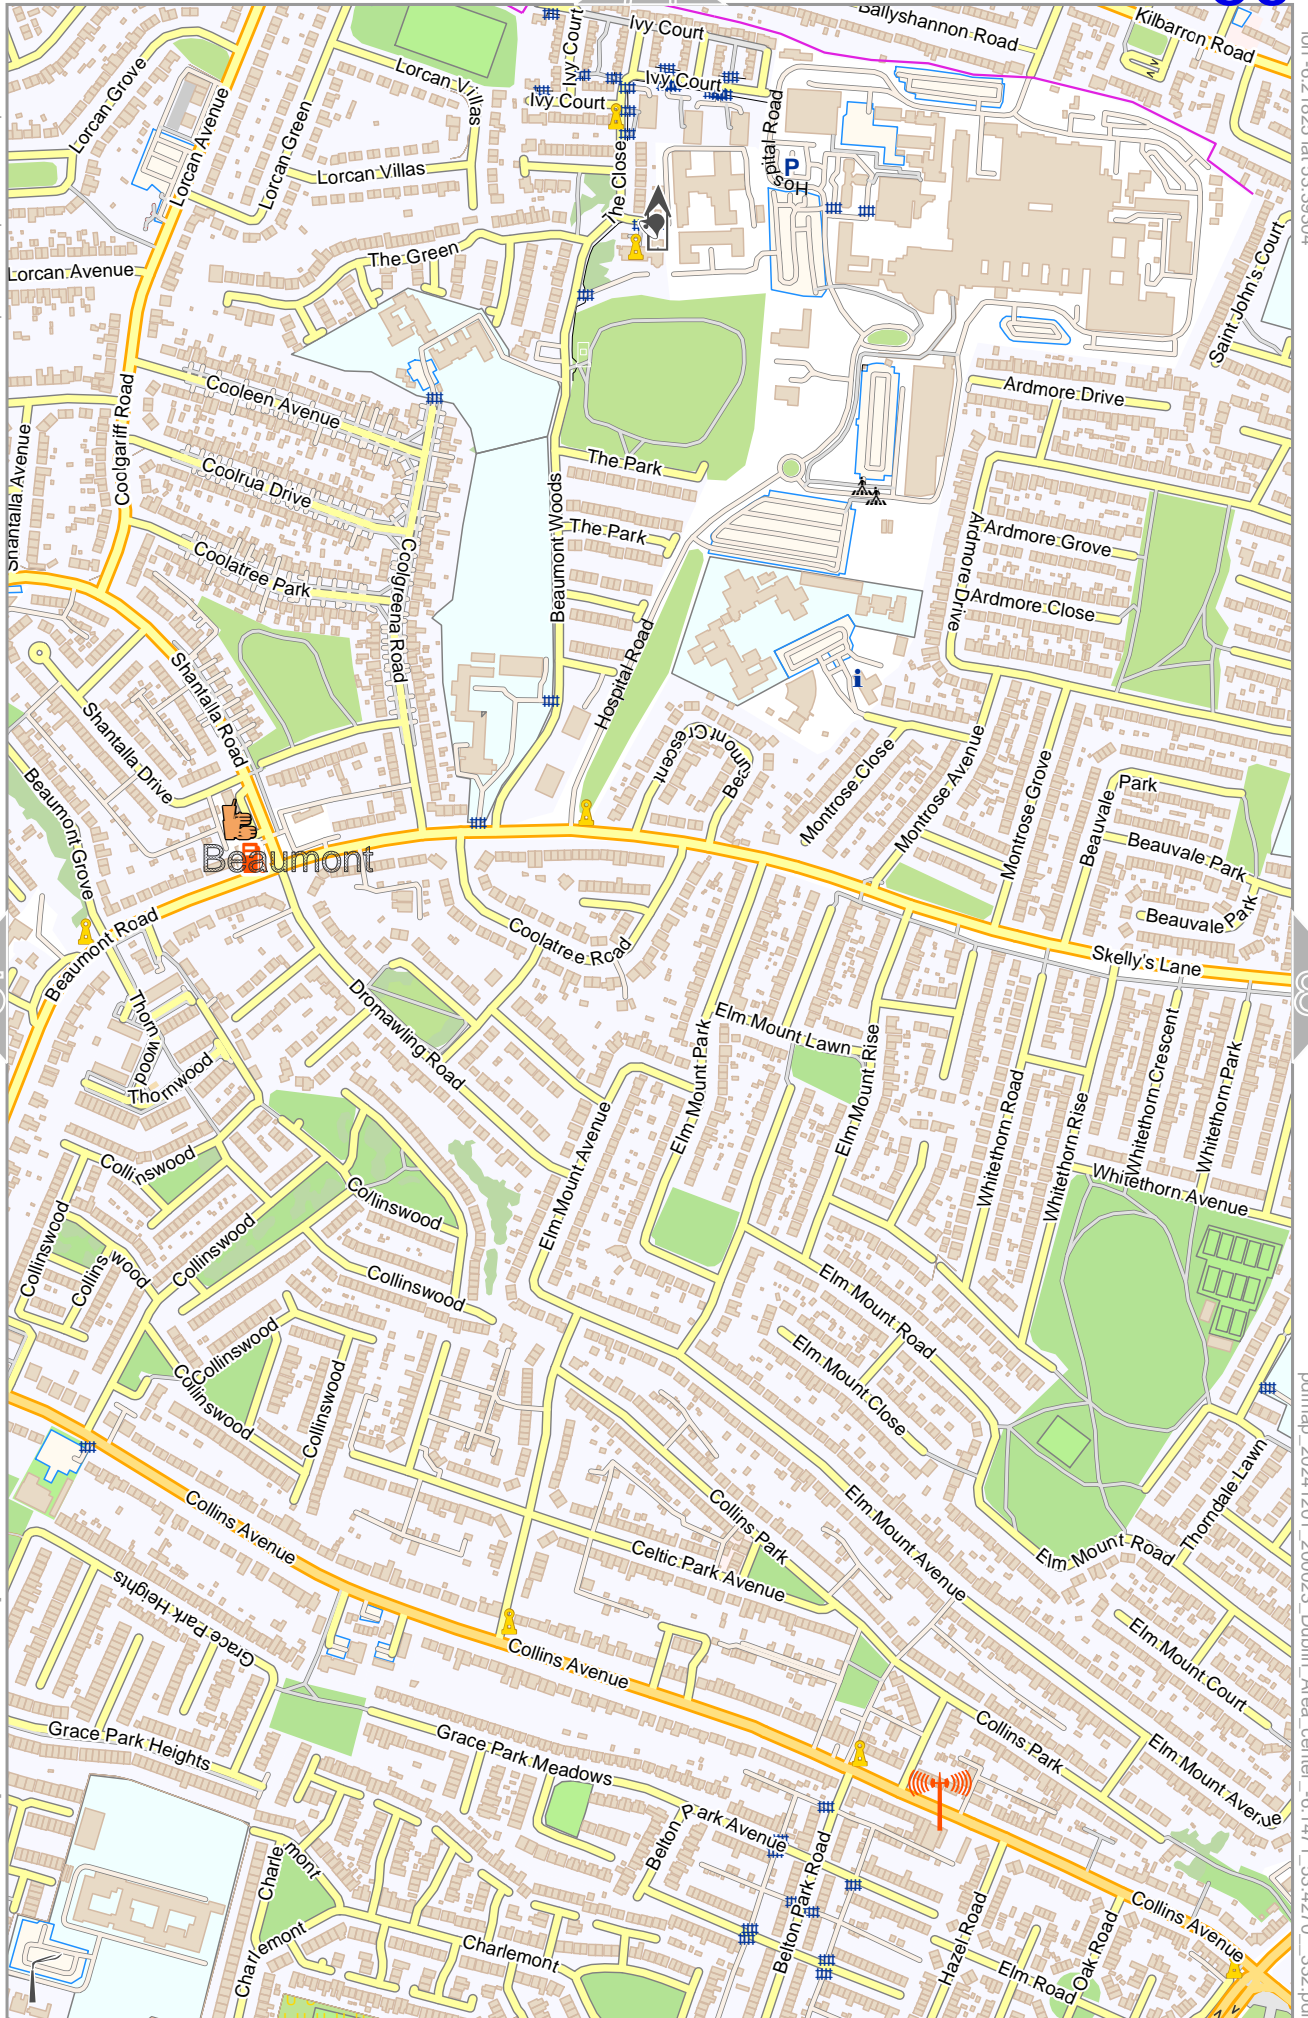 Ivy Court
Ballyshannon Road
Kilbarron Road
Lorcan Grove
Lorcan Avenue
Lorcan Villas
Ivy Court
Ivy Court
Ivy Court
Lorcan Green
The Close
Hospital Road
P
Hos
Lorcan Villas
Lorcan Avenue
The Green
Saint John's Court
Cooleen Avenue
Ardmore Drive
Coolgariff Road
Shantalla Avenue
Coolrua Drive
The Park
Beaumont Woods
The Park
Ardmore Grove
Ardmore Drive
Coolatree Park
Coolgreena Road
Ardmore Close
Hospital Road
Shantalla Road
i
Shantalla Drive
Beaumont Crescent
Montrose Close
Montrose Avenue
Montrose Grove
Beauvale Park
Beaumont Grove
Beauvale Park
Beaumont
Beauvale Park
Beaumont Road
Coolatree Road
Skelly's Lane
Dromawling Road
Thornwood
Thornwood
Elm Mount Lawn
Elm Mount Park
Elm Mount Rise
Whitethorn Road
Whitethorn Rise
Whitethorn Crescent
Whitethorn Park
Whitethorn Avenue
Elm Mount Avenue
Collinswood
Collinswood
Collinswood
Collinswood
Collinswood
Collinswood
Collinswood
Collinswood
Collinswood
Elm Mount Road
Elm Mount Close
Collins Avenue
Collins Park
Elm Mount Avenue
Thorndale Lawn
Elm Mount Road
Celtic Park Avenue
Grace Park Heights
Collins Avenue
Elm Mount Court
Grace Park Heights
Grace Park Meadows
Collins Park
Elm Mount Avenue
Belton Park Avenue
Belton Park Road
Charlemont
Charlemont
Charlemont
Hazel Road
Elm Road
Oak Road
Collins Avenue